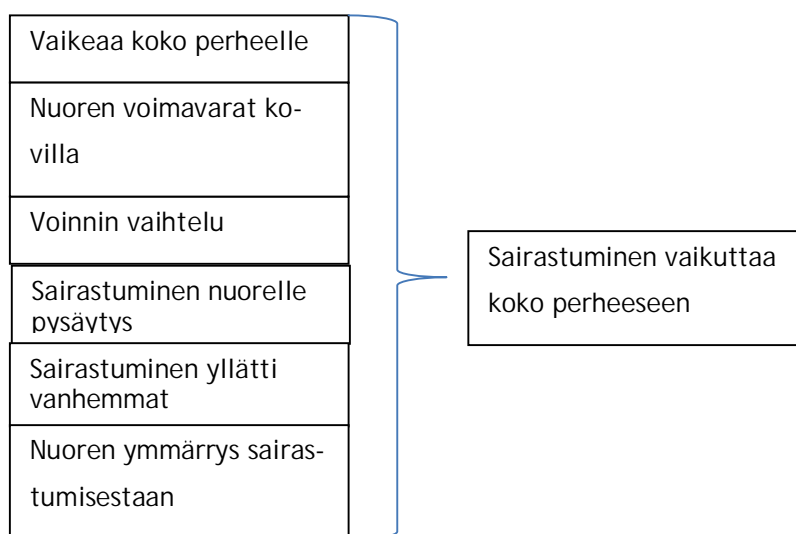 Vaikeaa koko perheelle
Nuoren voimavarat ko-
villa
Voinnin vaihtelu
Sairastuminen nuorelle
pysäytys
Sairastuminen yllätti
vanhemmat
Nuoren ymmärrys sairas-
tumisestaan
Sairastuminen vaikuttaa
koko perheeseen